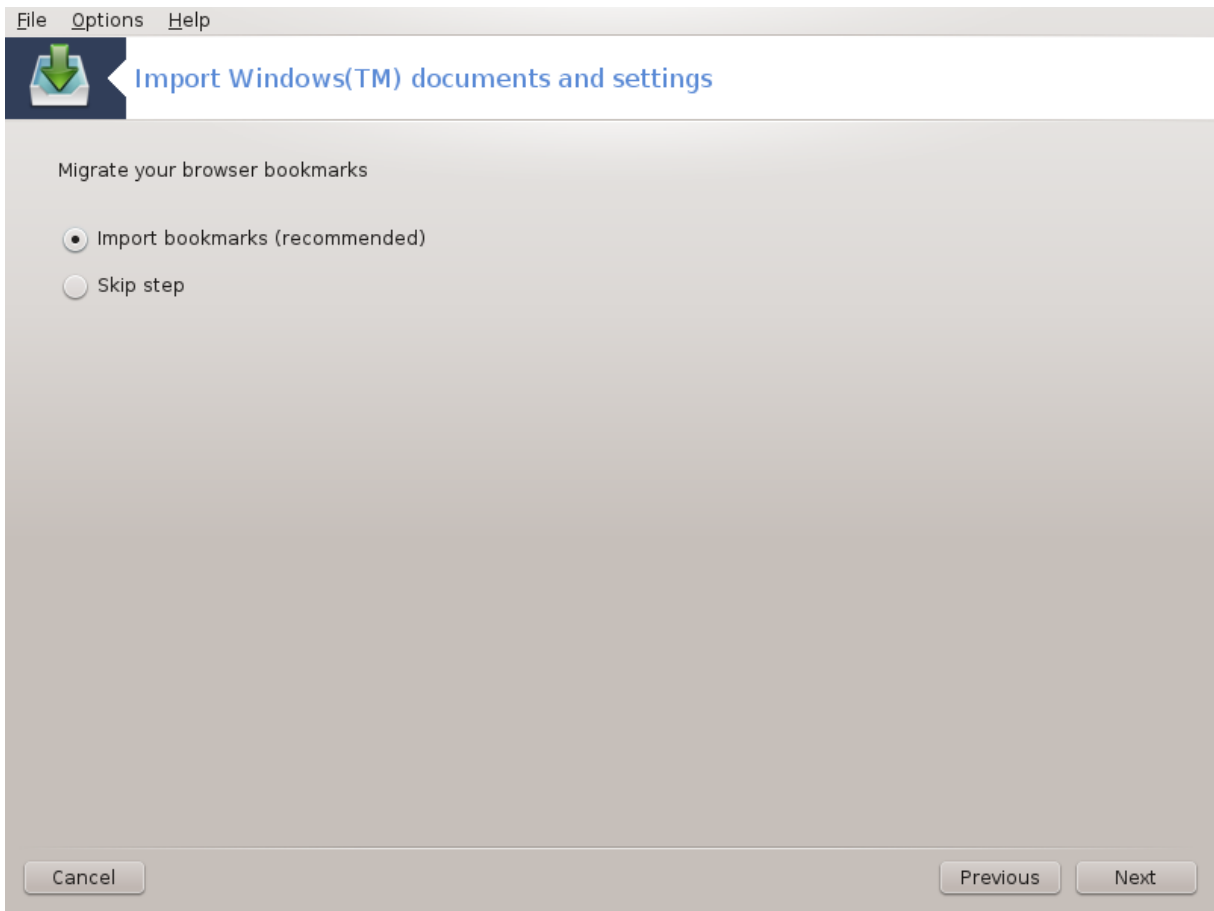 File Options Help
Import Windows(TM) documents and settings
Migrate your browser bookmarks
Import bookmarks (recommended)
Skip step
Cancel Previous Next